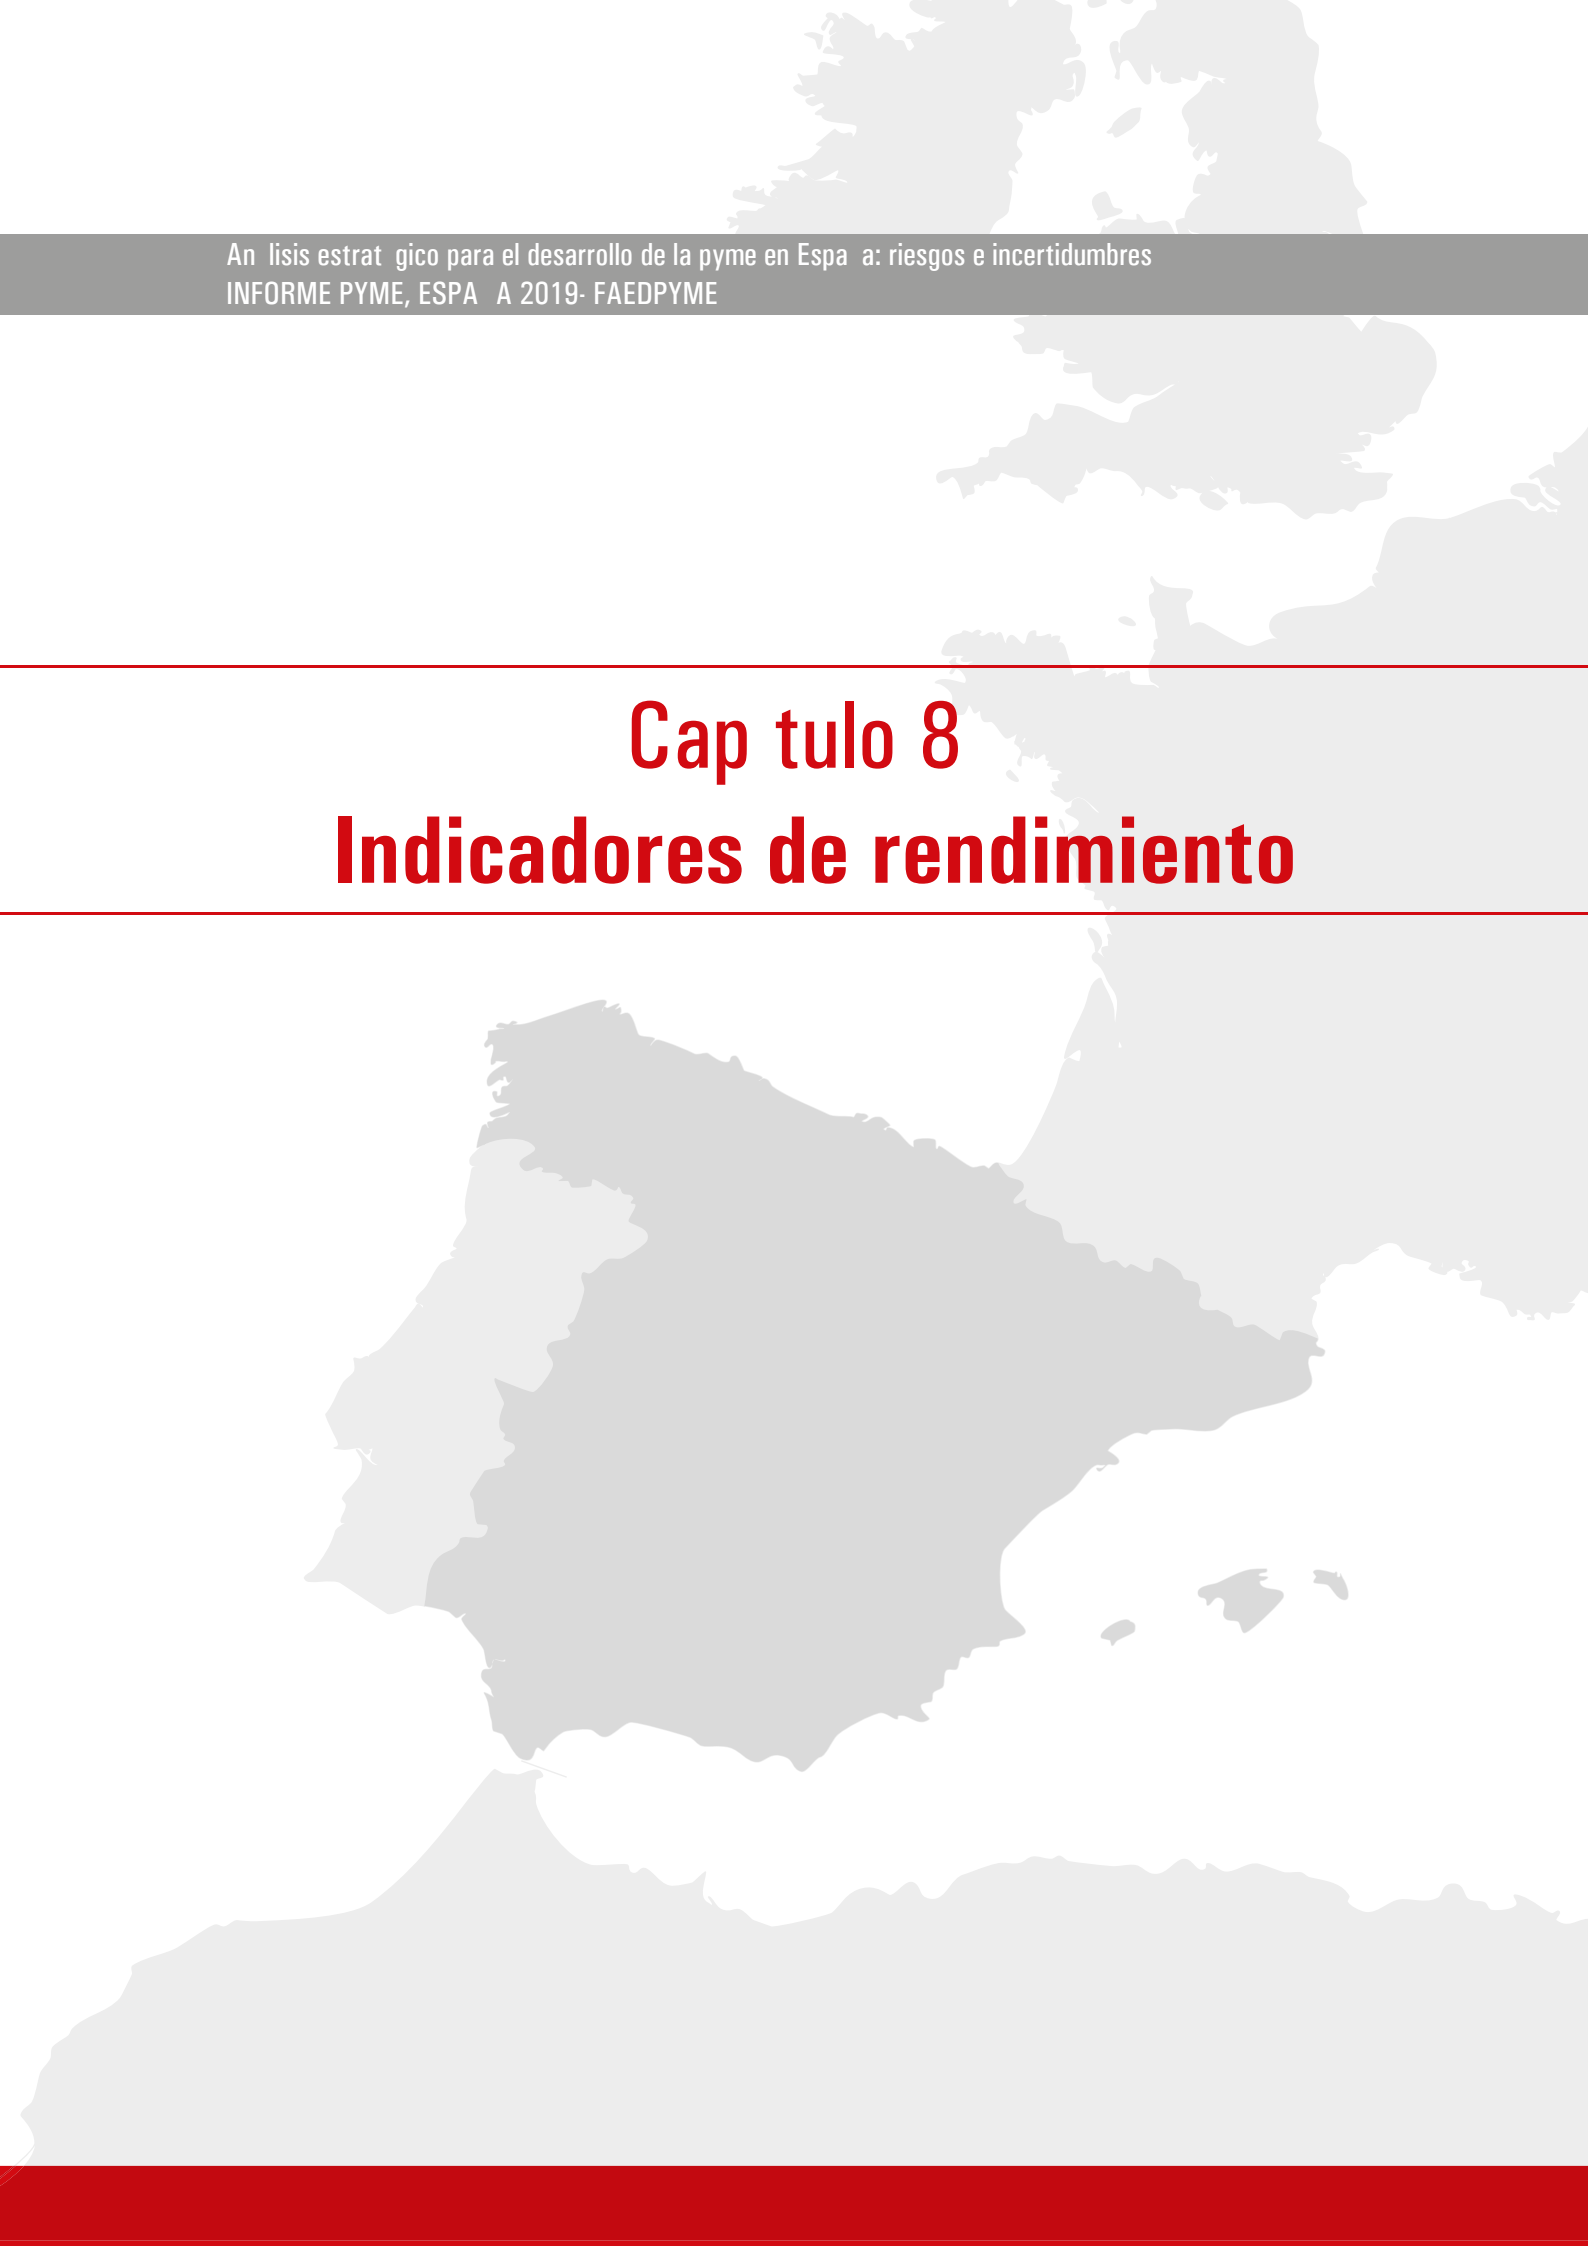 An lisis estrat gico para el desarrollo de la pyme en Espa a: riesgos e incertidumbres
INFORME PYME, ESPA A 2019- FAEDPYME
Cap tulo 8
Indicadores de rendimiento